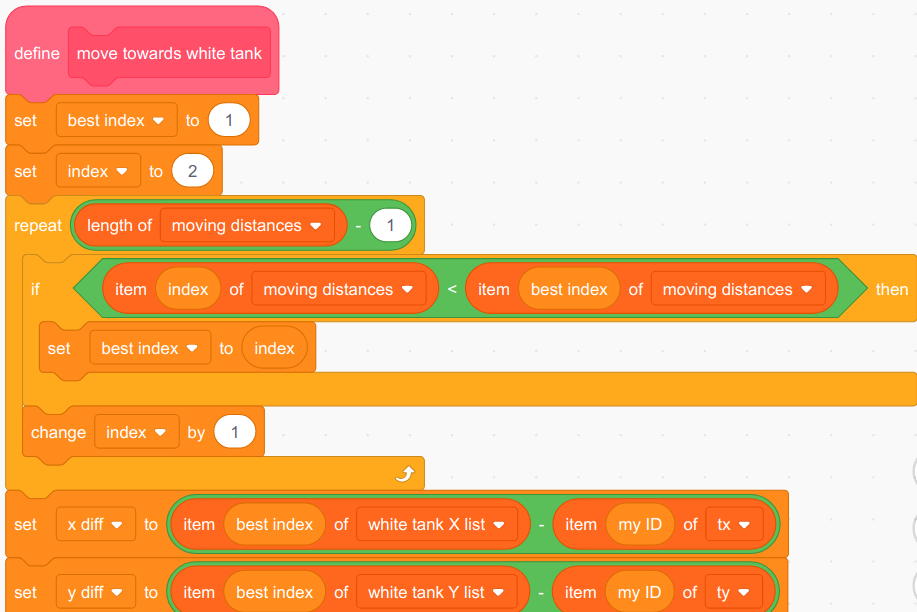 define move towards white tank
set best index to 1
set index to 2
repeat length of moving distances - 1
if item index of moving distances < item best index of moving distances then
set best index to index
change index by 1
set x diff to item best index of white tank X list - item my ID of tx
set y diff to item best index of white tank Y list - item my ID of ty